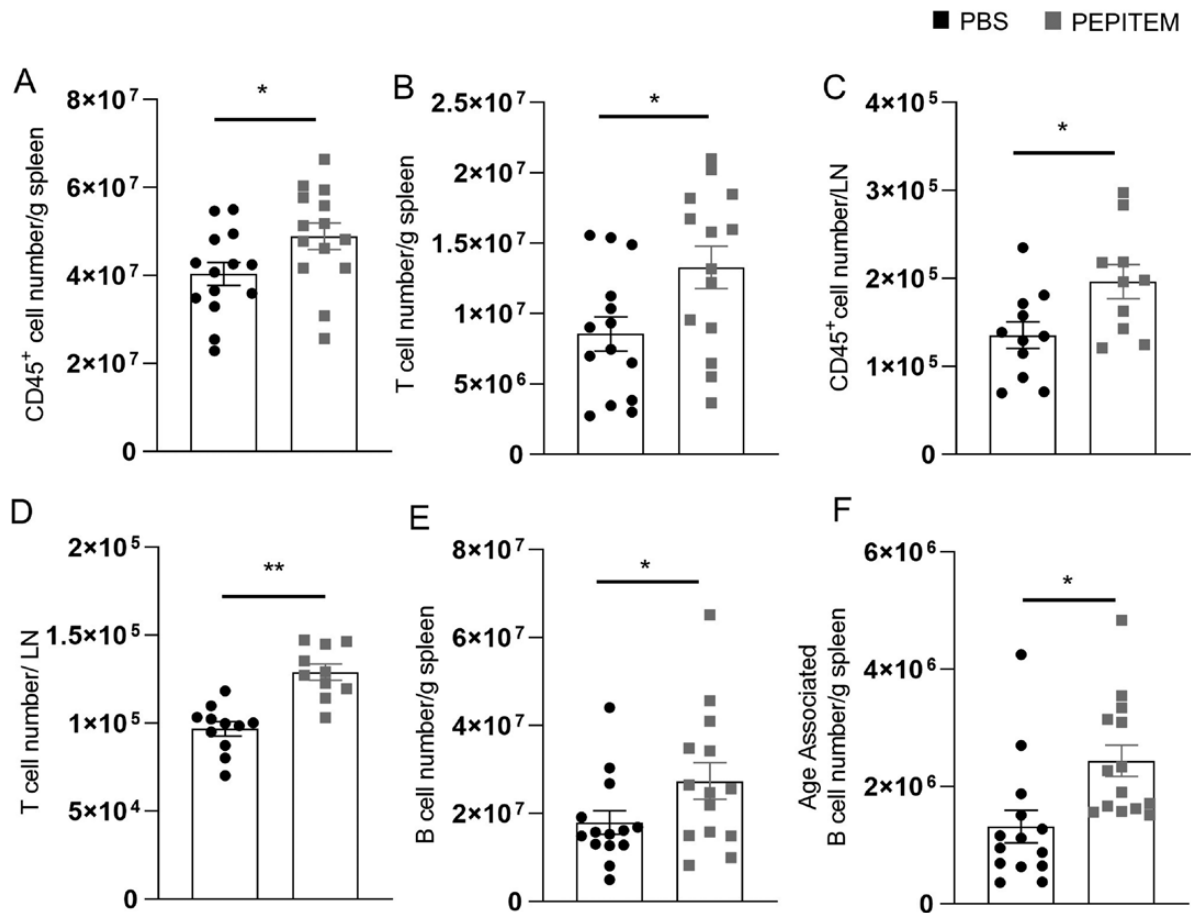 PBS PEPITEM
A
CD45⁺ cell number/g spleen
8×10⁷
6×10⁷
4×10⁷
2×10⁷
0
*
B
T cell number/g spleen
2.5×10⁷
2×10⁷
1.5×10⁷
1×10⁷
5×10⁶
0
*
C
CD45⁺ cell number/LN
4×10⁵
3×10⁵
2×10⁵
1×10⁵
0
*
D
T cell number/ LN
2×10⁵
1.5×10⁵
1×10⁵
5×10⁴
0
**
E
B cell number/g spleen
8×10⁷
6×10⁷
4×10⁷
2×10⁷
0
*
F
Age Associated
B cell number/g spleen
6×10⁶
4×10⁶
2×10⁶
0
*